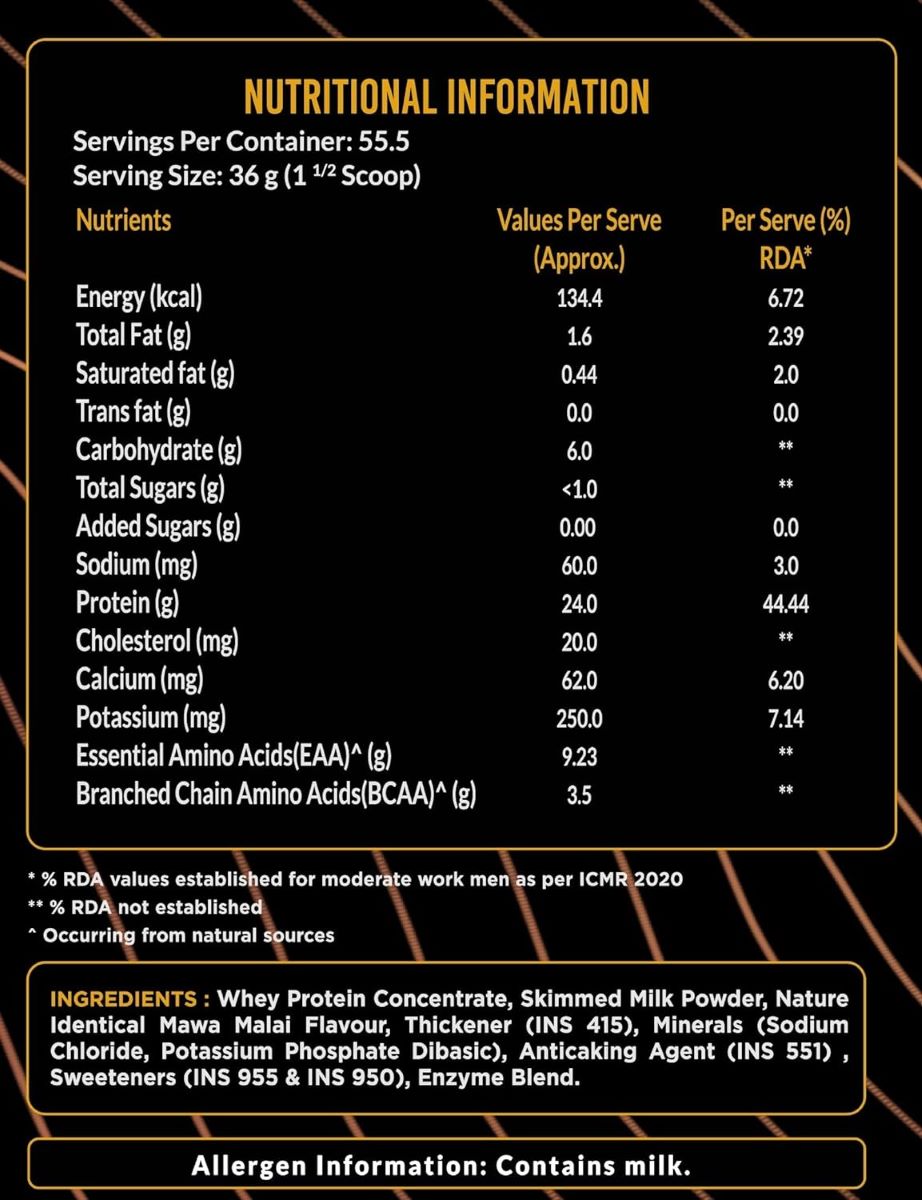 NUTRITIONAL INFORMATION
Servings Per Container: 55.5
Serving Size: 36 g (1 1/2 Scoop)
Nutrients Values Per Serve (Approx.) Per Serve (%) RDA*
Energy (kcal) 134.4 6.72
Total Fat (g) 1.6 2.39
Saturated fat (g) 0.44 2.0
Trans fat (g) 0.0 0.0
Carbohydrate (g) 6.0 **
Total Sugars (g) <1.0 **
Added Sugars (g) 0.00 0.0
Sodium (mg) 60.0 3.0
Protein (g) 24.0 44.44
Cholesterol (mg) 20.0 **
Calcium (mg) 62.0 6.20
Potassium (mg) 250.0 7.14
Essential Amino Acids(EAA)^ (g) 9.23 **
Branched Chain Amino Acids(BCAA)^ (g) 3.5 **
* % RDA values established for moderate work men as per ICMR 2020
** % RDA not established
^ Occurring from natural sources
INGREDIENTS : Whey Protein Concentrate, Skimmed Milk Powder, Nature
Identical Mawa Malai Flavour, Thickener (INS 415), Minerals (Sodium
Chloride, Potassium Phosphate Dibasic), Anticaking Agent (INS 551) ,
Sweeteners (INS 955 & INS 950), Enzyme Blend.
Allergen Information: Contains milk.